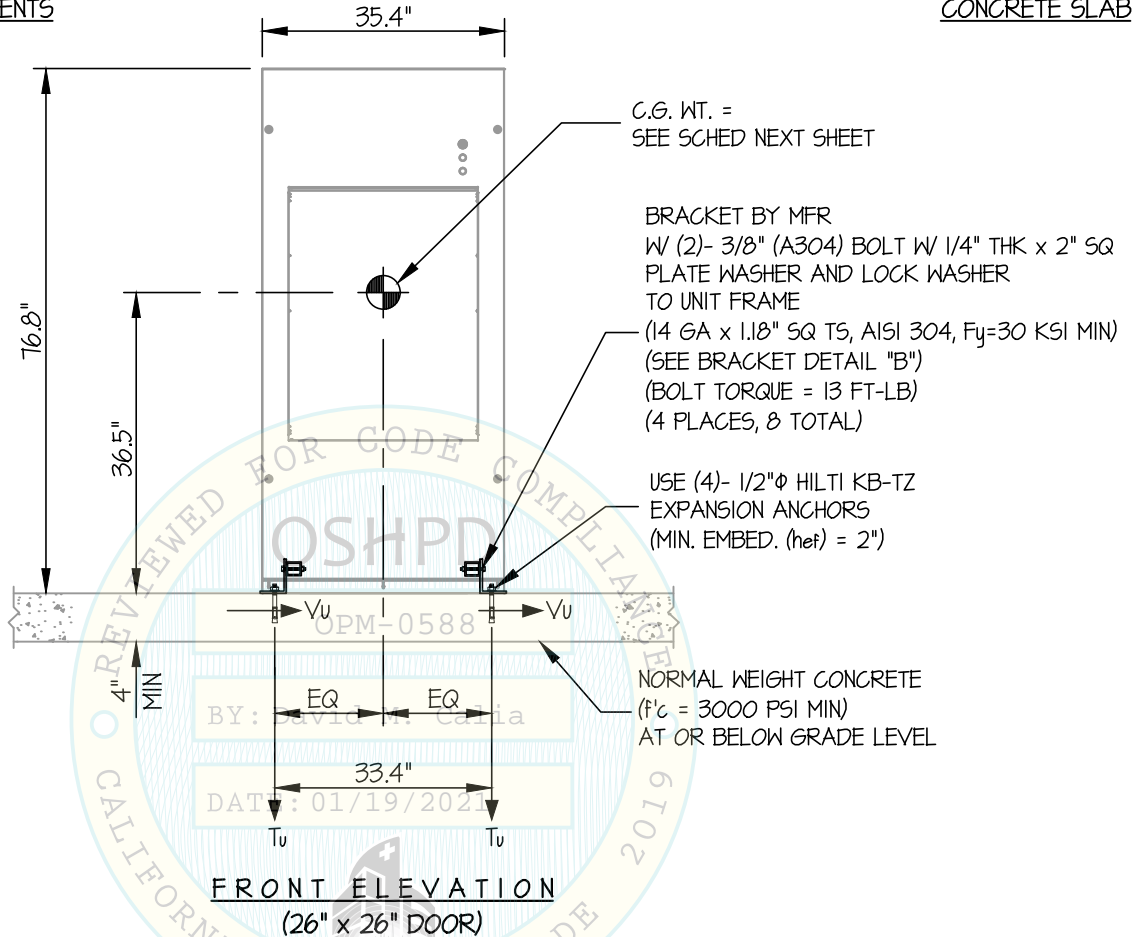 ENTS
CONCRETE SLAB
35.4"
76.8"
36.5"
C.G. WT. =
SEE SCHED NEXT SHEET
BRACKET BY MFR
W/ (2)- 3/8" (A304) BOLT W/ 1/4" THK x 2" SQ
PLATE WASHER AND LOCK WASHER
TO UNIT FRAME
(14 GA x 1.18" SQ TS, AISI 304, Fy=30 KSI MIN)
(SEE BRACKET DETAIL "B")
(BOLT TORQUE = 13 FT-LB)
(4 PLACES, 8 TOTAL)
USE (4)- 1/2"Φ HILTI KB-TZ
EXPANSION ANCHORS
(MIN. EMBED. (hef) = 2")
Vu
Vu
4"
MIN
NORMAL WEIGHT CONCRETE
(f'c = 3000 PSI MIN)
AT OR BELOW GRADE LEVEL
EQ
EQ
33.4"
Tu
Tu
REVIEWED FOR CODE COMPLIANCE
OSHPD
OPM-0588
BY: David M. Calia
DATE: 01/19/2021
CALIFORN
2019
DE
FRONT ELEVATION
(26" x 26" DOOR)